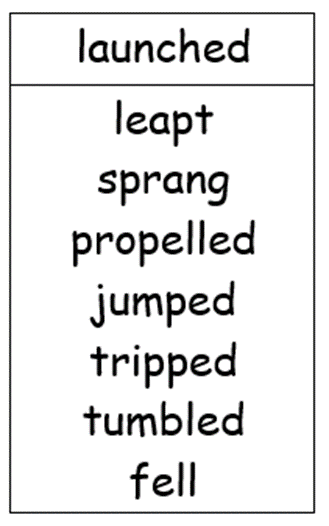 launched
leapt
sprang
propelled
jumped
tripped
tumbled
fell